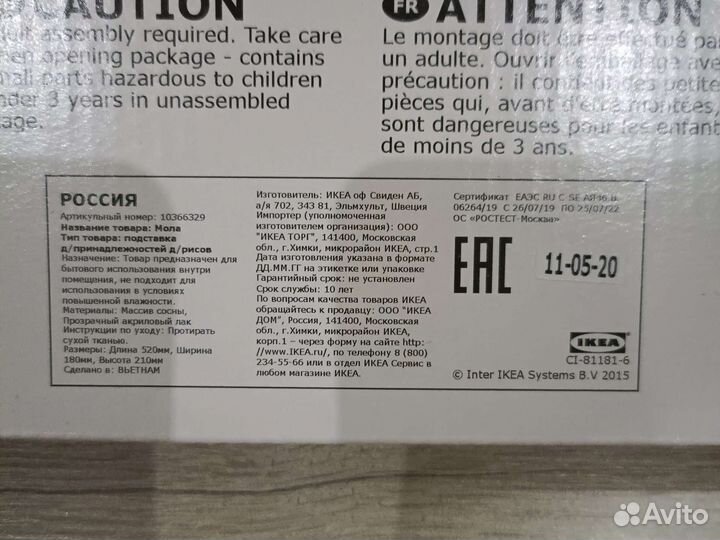 CAUTION
assembly required. Take care
opening package - contains
small parts hazardous to children
under 3 years in unassembled
FR ATTENTION
Le montage doit être effectué par
un adulte. Ouvrir l'emballage avec
précaution : il contient des petites
pièces qui, avant d'être montées,
sont dangereuses pour les enfants
de moins de 3 ans.
РОССИЯ
Артикульный номер: 10366329
Название товара: Мола
Тип товара: подставка
д/принадлежностей д/рисов
Назначение: Товар предназначен для
бытового использования внутри
помещения, не подходит для
использования в условиях
повышенной влажности.
Материалы: Массив сосны,
Прозрачный акриловый лак
Инструкции по уходу: Протирать
сухой тканью.
Размеры: Длина 520мм, Ширина
180мм, Высота 210мм
Сделано в: ВЬЕТНАМ
Изготовитель: ИКЕА оф Свиден АБ,
а/я 702, 343 81, Эльмхульт, Швеция
Импортер (уполномоченная
изготовителем организация): ООО
"ИКЕА ТОРГ", 141400, Московская
обл., г.Химки, микрорайон ИКЕА, стр.1
Дата изготовления указана в формате
ДД.ММ.ГГ на этикетке или упаковке
Гарантийный срок: не установлен
Срок службы: 10 лет
По вопросам качества товаров ИКЕА
обращайтесь к продавцу: ООО "ИКЕА
ДОМ", Россия, 141400, Московская
обл., г.Химки, микрорайон ИКЕА,
корп.1 – через форму на сайте http:
//www.IKEA.ru/, по телефону 8 (800)
234-55-66 или в отдел ИКЕА Сервис в
любом магазине ИКЕА.
Сертификат ЕАЭС RU С-SE.АЯ46.В.
06264/19 С 26/07/19 ПО 25/07/22
ОС «РОСТЕСТ-Москва»
EAC
11-05-20
IKEA
CI-81181-6
© Inter IKEA Systems B.V 2015
Avito